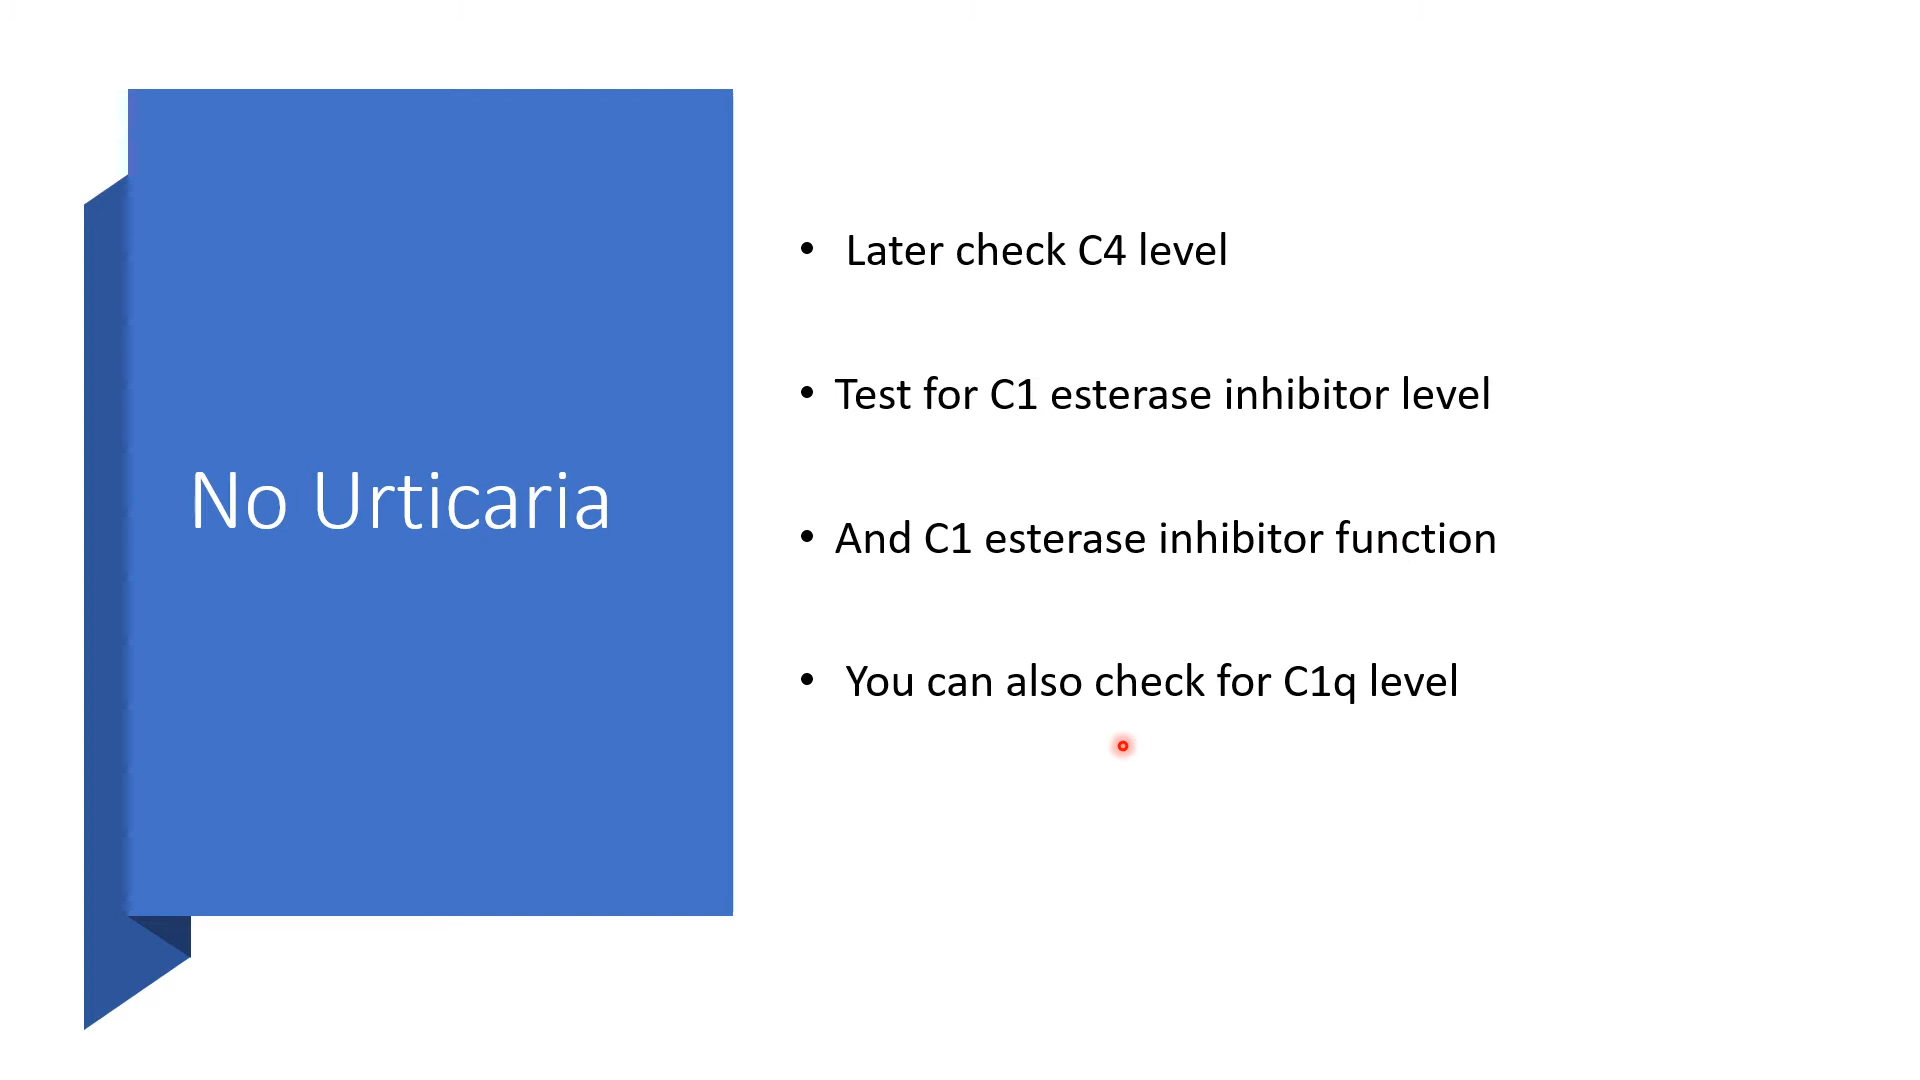 No Urticaria
• Later check C4 level
• Test for C1 esterase inhibitor level
• And C1 esterase inhibitor function
• You can also check for C1q level